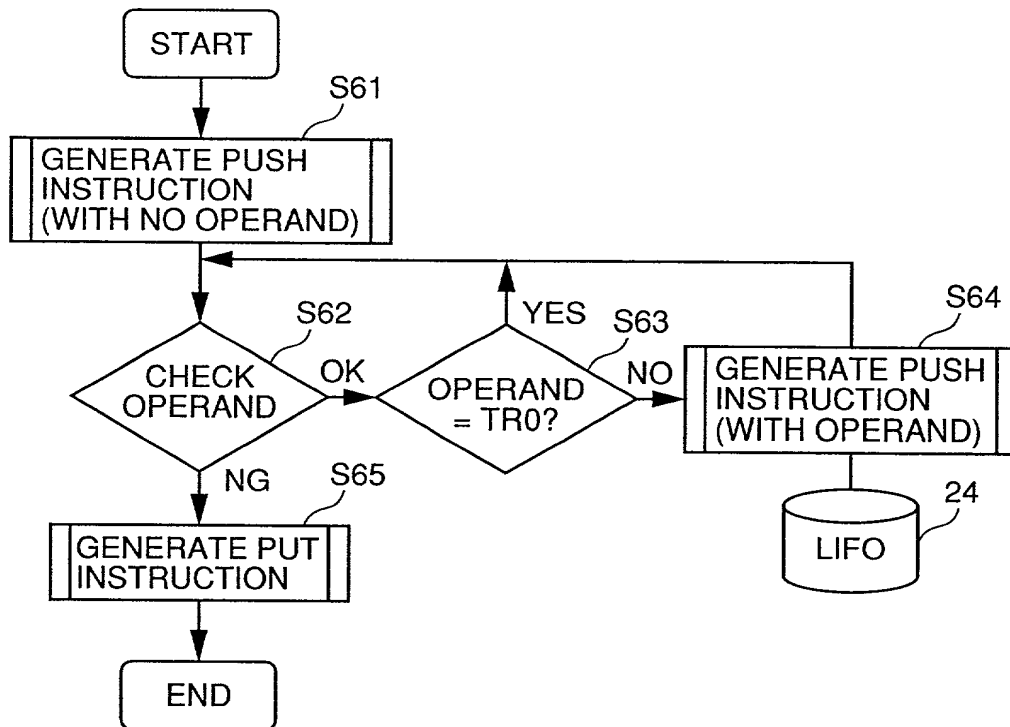 START
S61
GENERATE PUSH
INSTRUCTION
(WITH NO OPERAND)
S62
CHECK
OPERAND
OK
NG
YES
S63
OPERAND
= TR0?
NO
S64
GENERATE PUSH
INSTRUCTION
(WITH OPERAND)
24
LIFO
S65
GENERATE PUT
INSTRUCTION
END